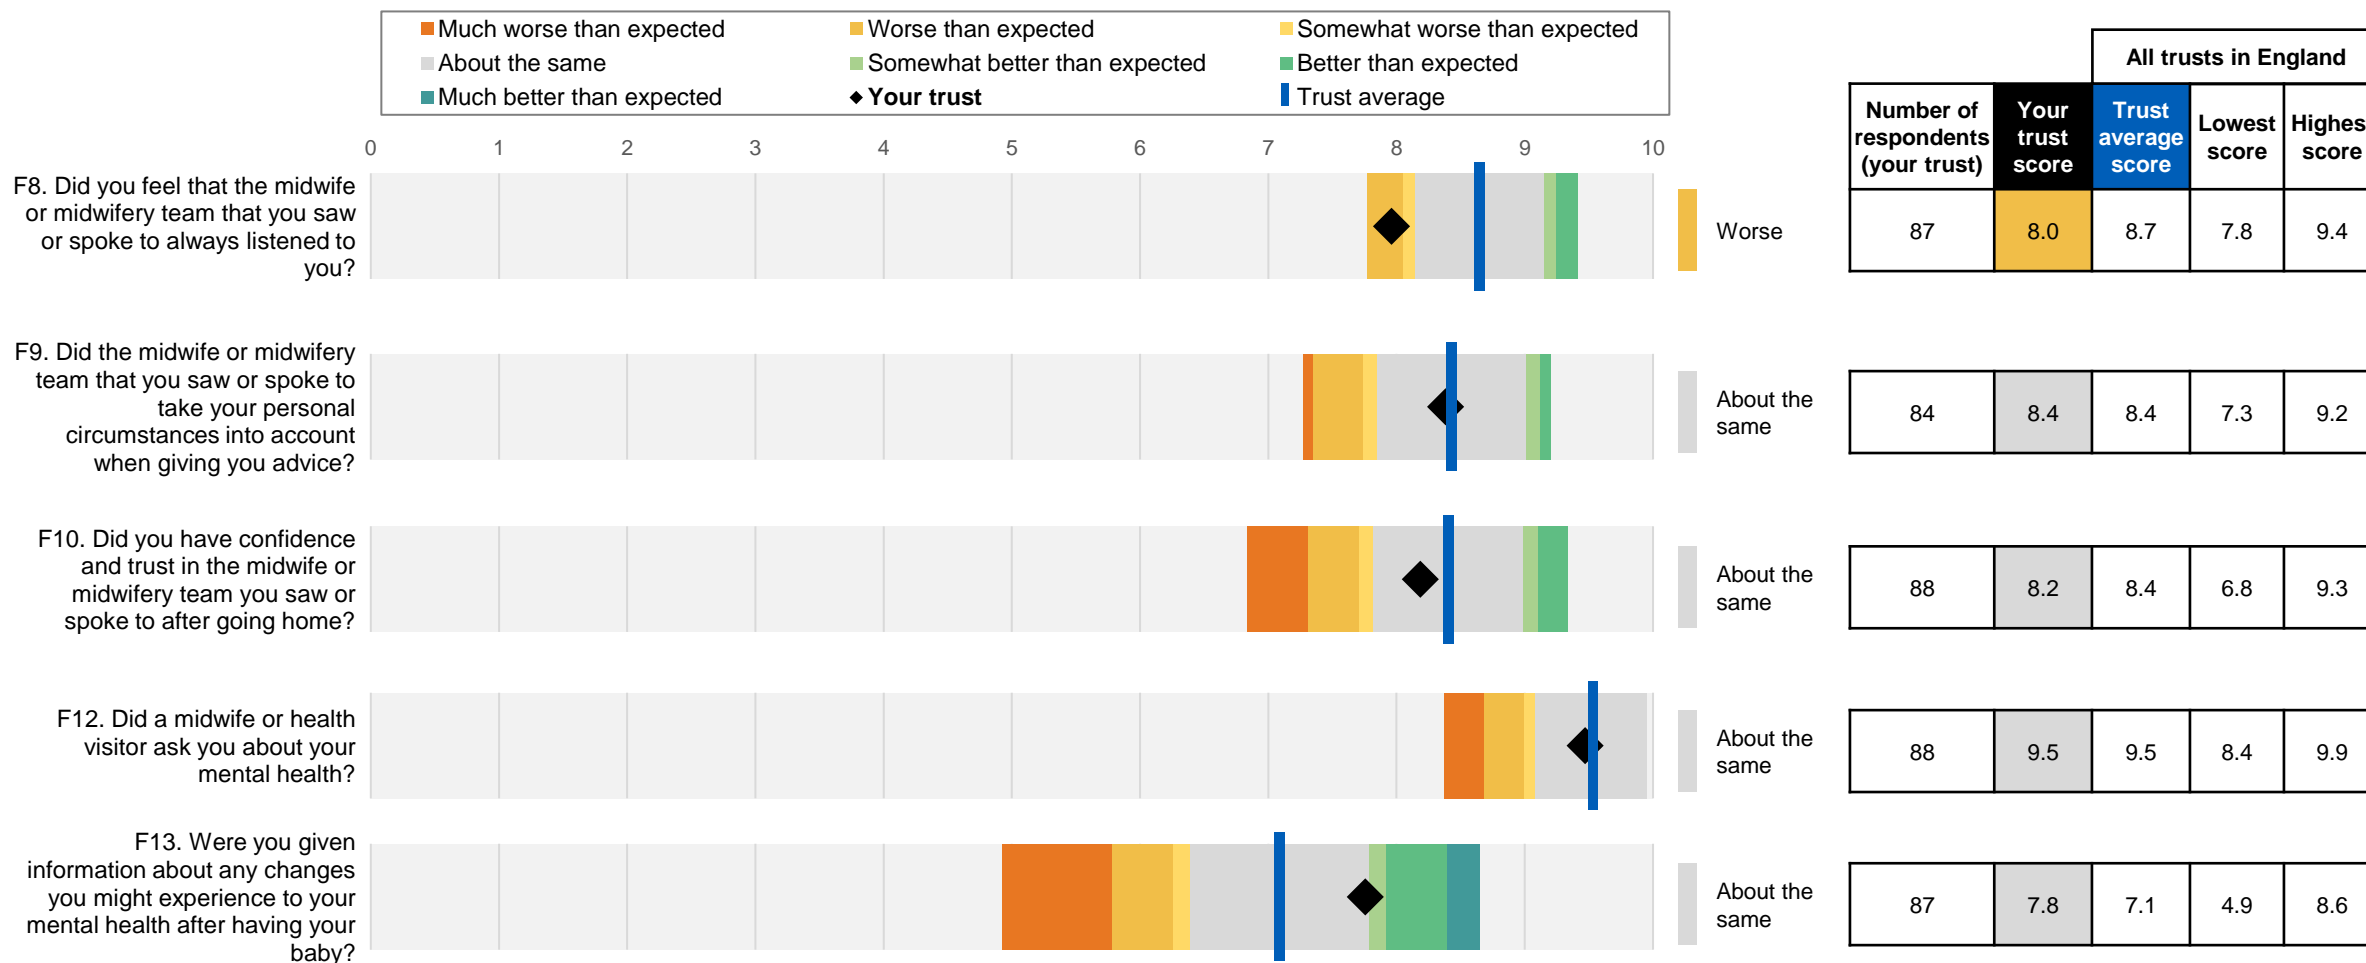 Much worse than expected
Worse than expected
Somewhat worse than expected
About the same
Somewhat better than expected
Better than expected
Much better than expected
Your trust
Trust average
All trusts in England
Number of respondents (your trust)
Your trust score
Trust average score
Lowest score
Highes score
0 1 2 3 4 5 6 7 8 9 10
F8. Did you feel that the midwife
or midwifery team that you saw
or spoke to always listened to
you?
Worse
87 8.0 8.7 7.8 9.4
F9. Did the midwife or midwifery
team that you saw or spoke to
take your personal
circumstances into account
when giving you advice?
About the
same
84 8.4 8.4 7.3 9.2
F10. Did you have confidence
and trust in the midwife or
midwifery team you saw or
spoke to after going home?
About the
same
88 8.2 8.4 6.8 9.3
F12. Did a midwife or health
visitor ask you about your
mental health?
About the
same
88 9.5 9.5 8.4 9.9
F13. Were you given
information about any changes
you might experience to your
mental health after having your
baby?
About the
same
87 7.8 7.1 4.9 8.6